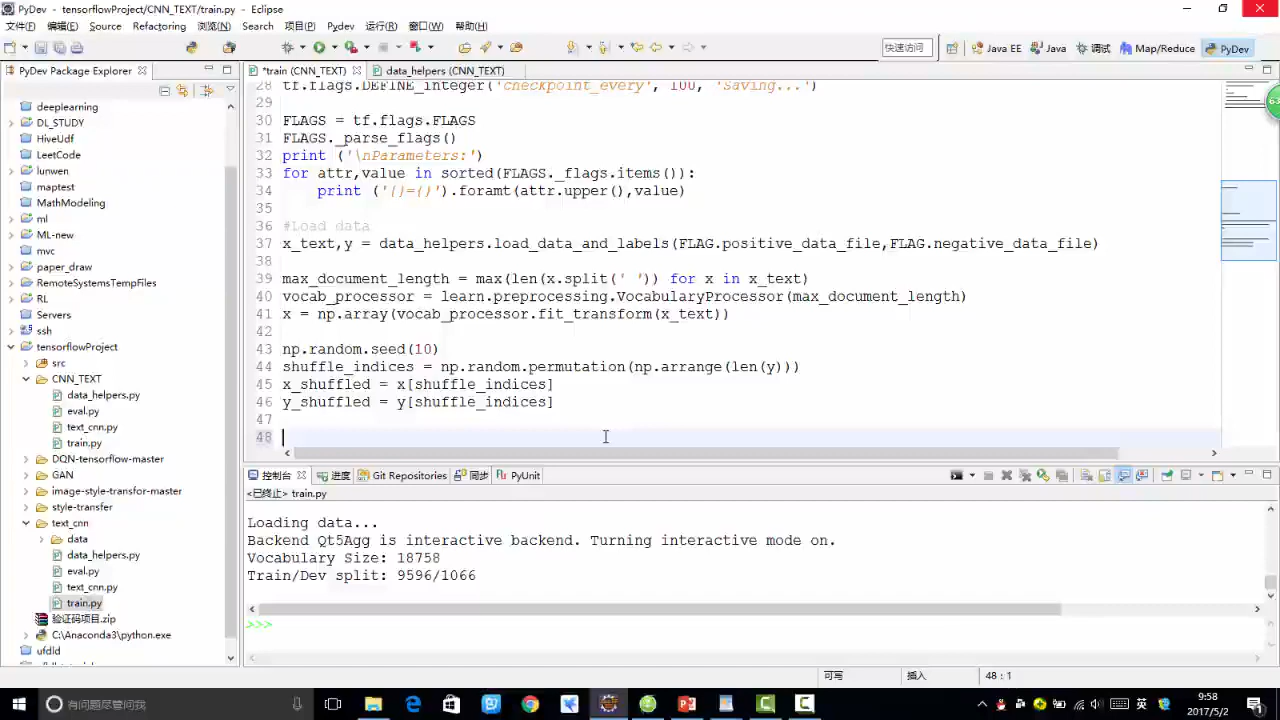 PyDev - tensorflowProject/CNN_TEXT/train.py - Eclipse
文件(F) 编辑(E) Source Refactoring 浏览(N) Search 项目(P) Pydev 运行(R) 窗口(W) 帮助(H)
快速访问 Java EE Java 调试 Map/Reduce PyDev
PyDev Package Explorer
deeplearning
DL_STUDY
HiveUdf
LeetCode
lunwen
maptest
MathModeling
ml
ML-new
mvc
paper_draw
RemoteSystemsTempFiles
RL
Servers
ssh
tensorflowProject
src
CNN_TEXT
data_helpers.py
eval.py
text_cnn.py
train.py
DQN-tensorflow-master
GAN
image-style-transfor-master
style-transfer
text_cnn
data
data_helpers.py
eval.py
text_cnn.py
train.py
验证码项目.zip
C:\Anaconda3\python.exe
ufdld
*train (CNN_TEXT) data_helpers (CNN_TEXT)
28 tf.flags.DEFINE_integer('checkpoint_every', 100, 'Saving...')
29
30 FLAGS = tf.flags.FLAGS
31 FLAGS._parse_flags()
32 print ('\nParameters:')
33 for attr,value in sorted(FLAGS._flags.items()):
34 print ('{}={}').foramt(attr.upper(),value)
35
36 #Load data
37 x_text,y = data_helpers.load_data_and_labels(FLAG.positive_data_file,FLAG.negative_data_file)
38
39 max_document_length = max(len(x.split(' ')) for x in x_text)
40 vocab_processor = learn.preprocessing.VocabularyProcessor(max_document_length)
41 x = np.array(vocab_processor.fit_transform(x_text))
42
43 np.random.seed(10)
44 shuffle_indices = np.random.permutation(np.arrange(len(y)))
45 x_shuffled = x[shuffle_indices]
46 y_shuffled = y[shuffle_indices]
47
48
63
控制台 进度 Git Repositories 同步 PyUnit
<已终止> train.py
Loading data...
Backend Qt5Agg is interactive backend. Turning interactive mode on.
Vocabulary Size: 18758
Train/Dev split: 9596/1066
>>>
可写 插入 48 : 1
有问题尽管问我
英
9:58
2017/5/2